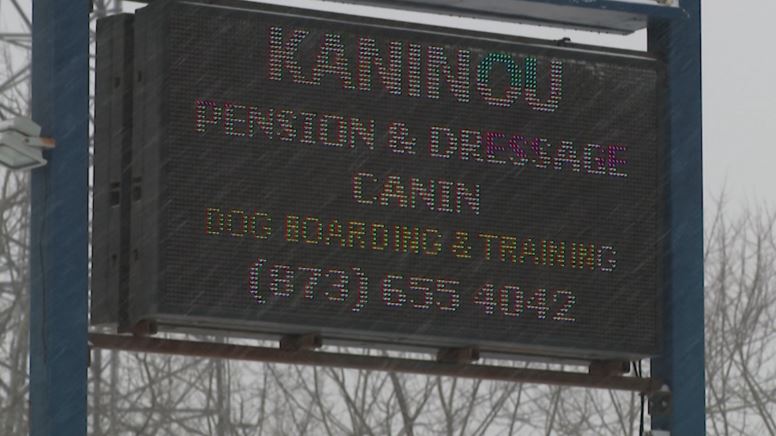 KANINOU
PENSION & DRESSAGE
CANIN
DOG BOARDING & TRAINING
(873) 655 4042